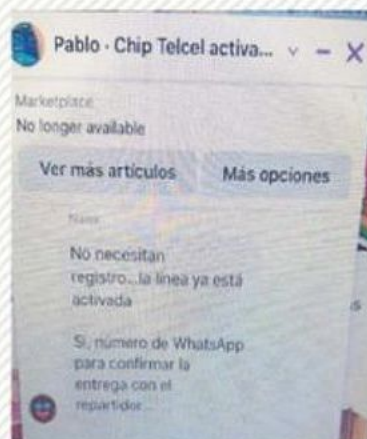 Pablo · Chip Telcel activa...
Marketplace
No longer available
Ver más artículos
Más opciones
No necesitan
registro...la línea ya está
activada
Si, número de WhatsApp
para confirmar la
entrega con el
repartidor...